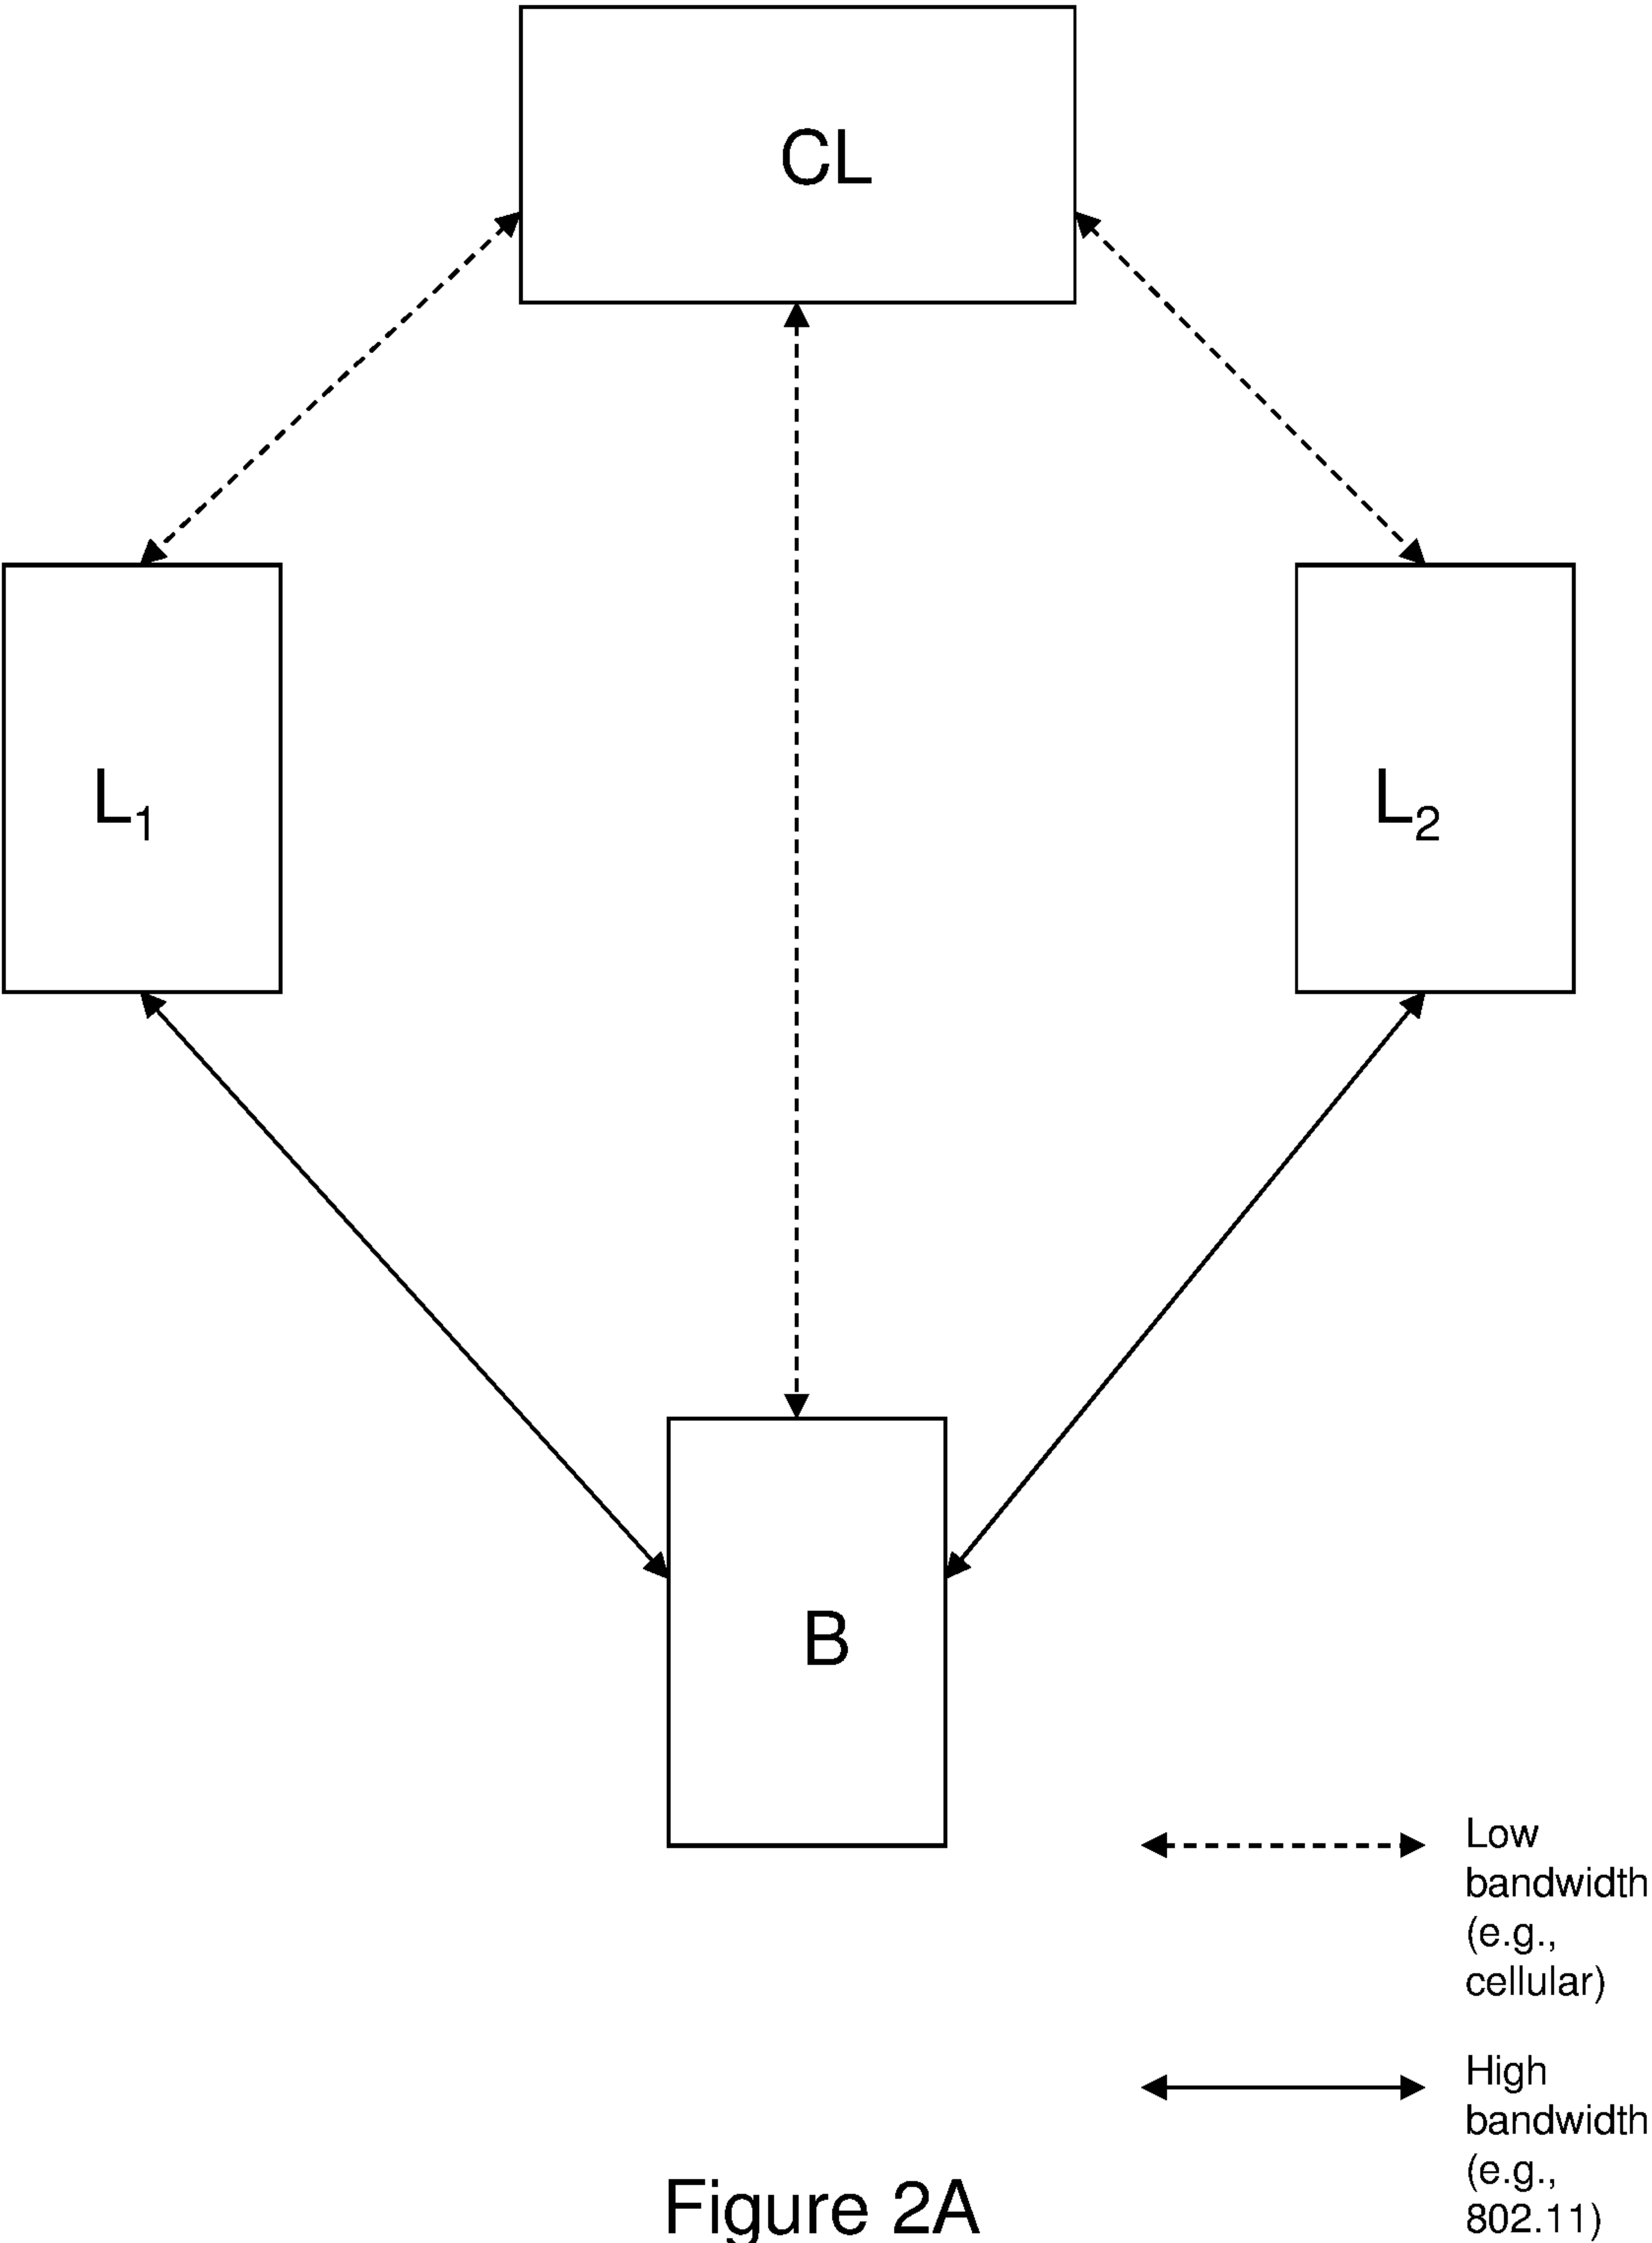 CL
L₁
L₂
B
Low
bandwidth
(e.g.,
cellular)
High
bandwidth
(e.g.,
802.11)
Figure 2A